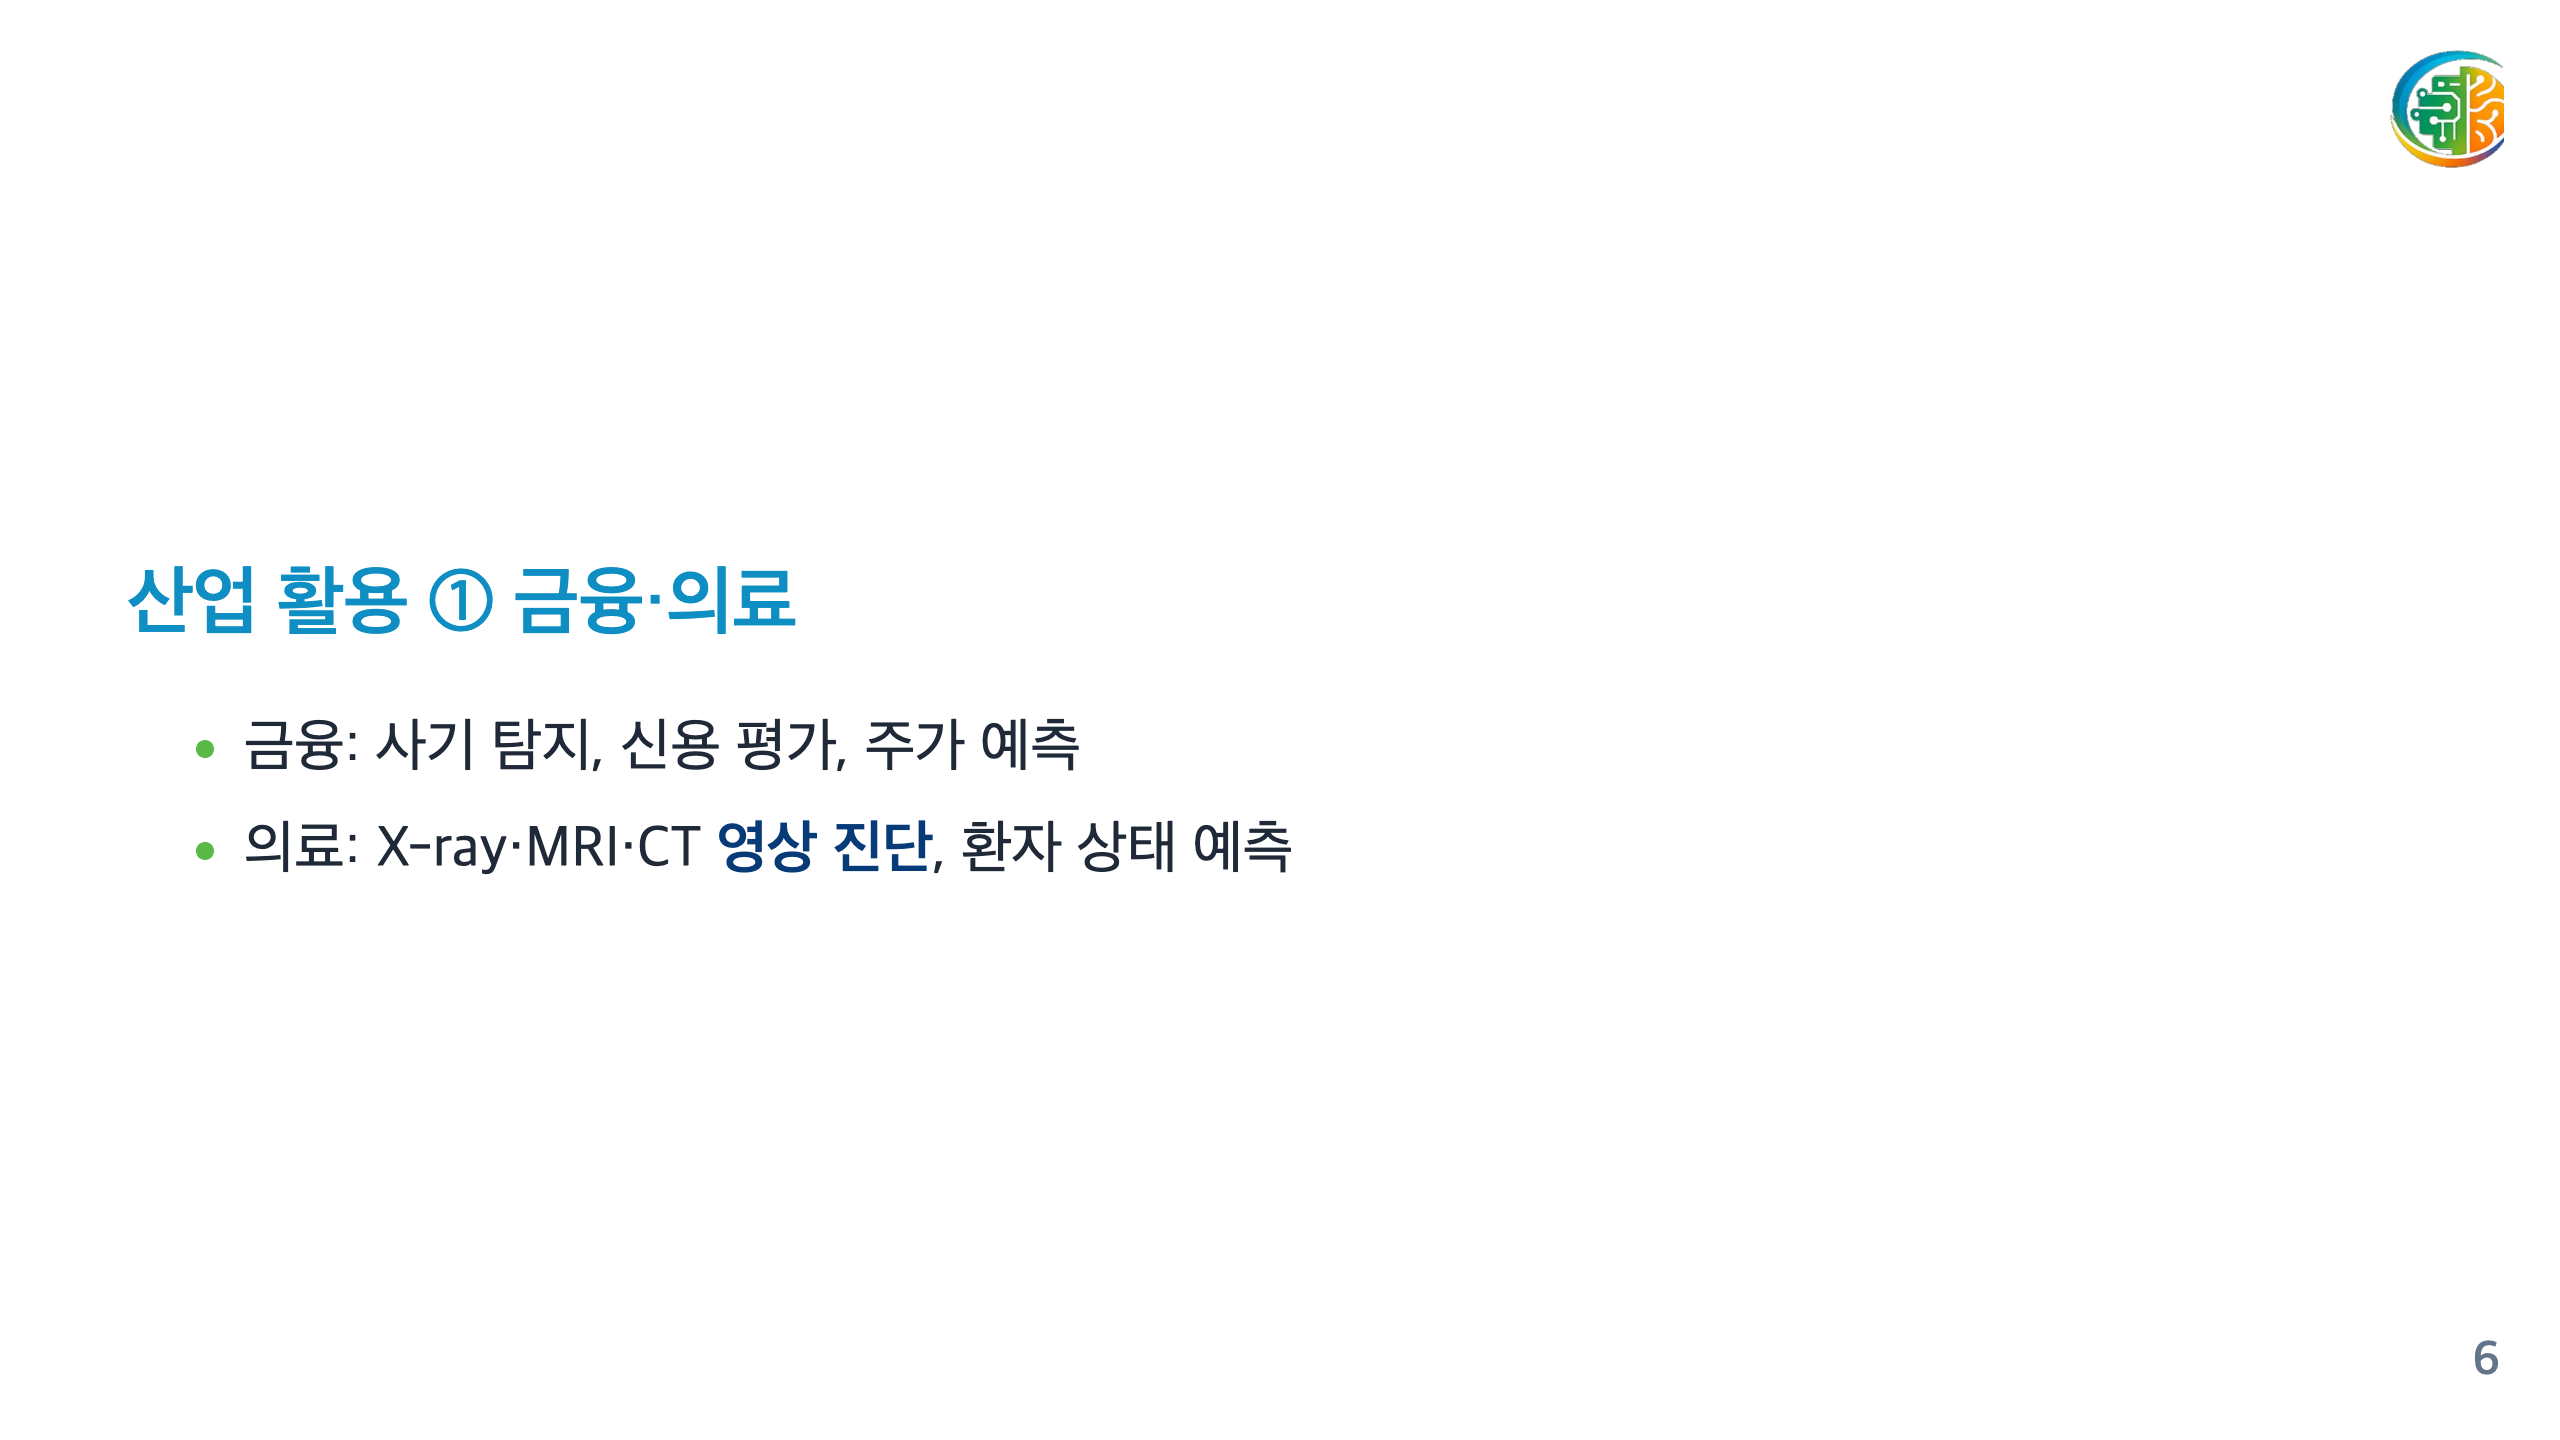 산업 활용 ① 금융·의료
• 금융: 사기 탐지, 신용 평가, 주가 예측
• 의료: X-ray·MRI·CT 영상 진단, 환자 상태 예측
6